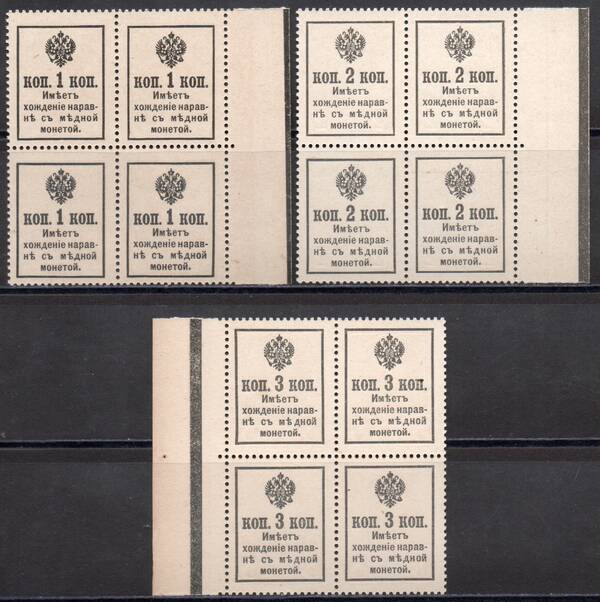 коп. 1 коп.
Имѣетъ
хожденіе нарав-
нѣ съ мѣдной
монетой.
коп. 1 коп.
Имѣетъ
хожденіе нарав-
нѣ съ мѣдной
монетой.
коп. 1 коп.
Имѣетъ
хожденіе нарав-
нѣ съ мѣдной
монетой.
коп. 1 коп.
Имѣетъ
хожденіе нарав-
нѣ съ мѣдной
монетой.
коп. 2 коп.
Имѣетъ
хожденіе нарав-
нѣ съ мѣдной
монетой.
коп. 2 коп.
Имѣетъ
хожденіе нарав-
нѣ съ мѣдной
монетой.
коп. 2 коп.
Имѣетъ
хожденіе нарав-
нѣ съ мѣдной
монетой.
коп. 2 коп.
Имѣетъ
хожденіе нарав-
нѣ съ мѣдной
монетой.
коп. 3 коп.
Имѣетъ
хожденіе нарав-
нѣ съ мѣдной
монетой.
коп. 3 коп.
Имѣетъ
хожденіе нарав-
нѣ съ мѣдной
монетой.
коп. 3 коп.
Имѣетъ
хожденіе нарав-
нѣ съ мѣдной
монетой.
коп. 3 коп.
Имѣетъ
хожденіе нарав-
нѣ съ мѣдной
монетой.